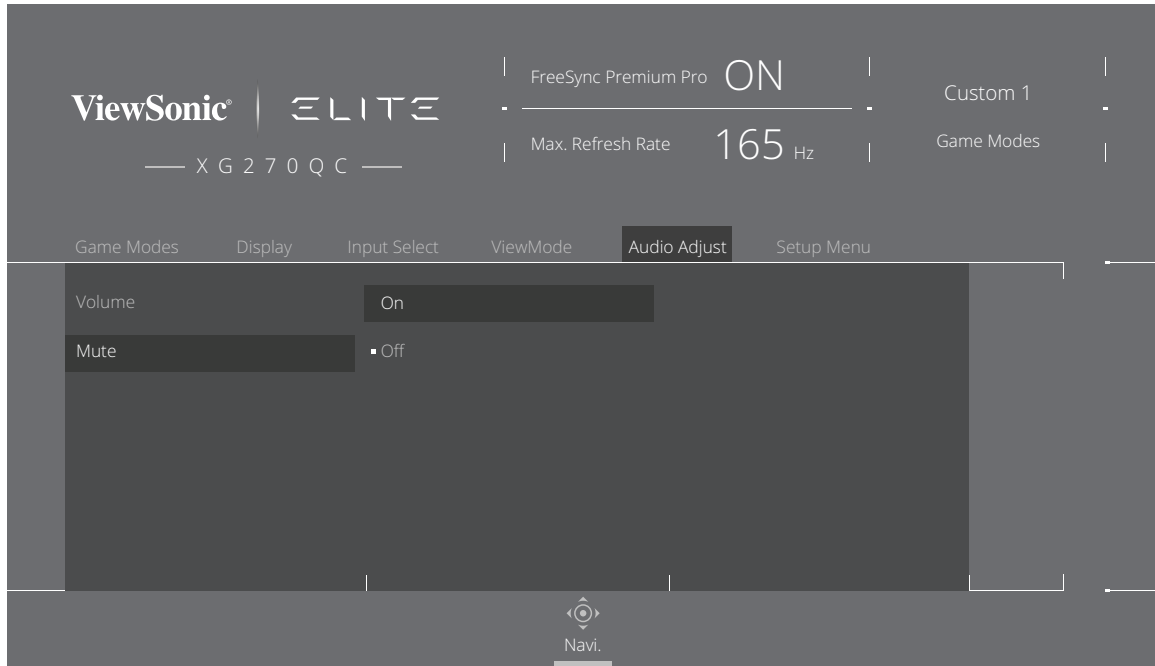 ViewSonic® ELITE
XG270QC
FreeSync Premium Pro ON
Max. Refresh Rate 165 Hz
Custom 1
Game Modes
Game Modes Display Input Select ViewMode Audio Adjust Setup Menu
Volume On
Mute Off
Navi.